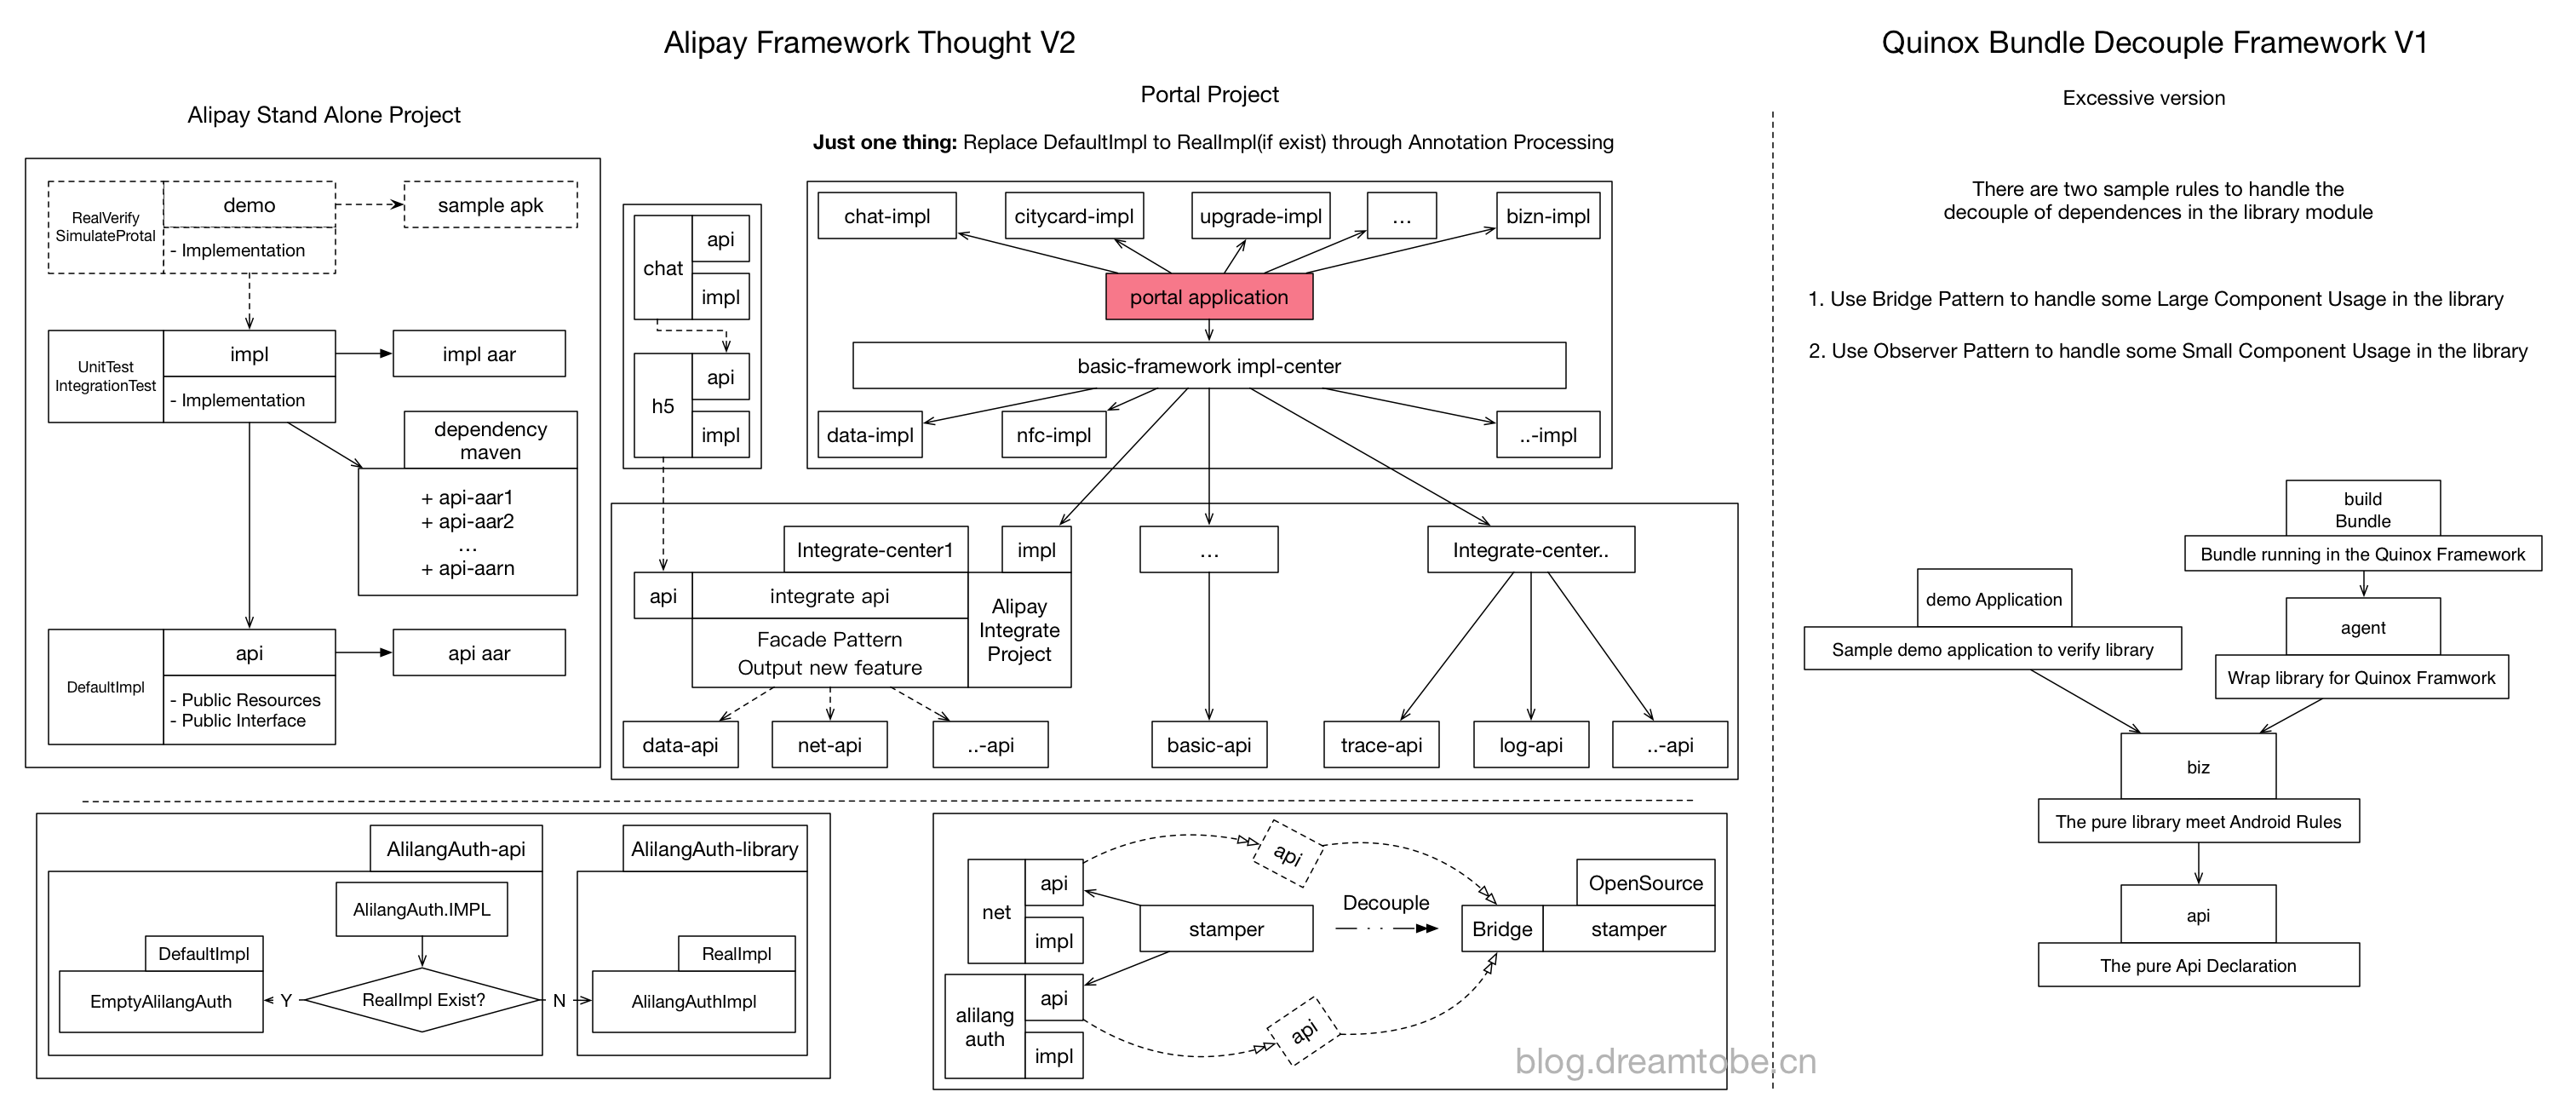 Alipay Framework Thought V2
Quinox Bundle Decouple Framework V1
Alipay Stand Alone Project
RealVerify
SimulateProtal
demo
- Implementation
sample apk
UnitTest
IntegrationTest
impl
- Implementation
impl aar
dependency
maven
+ api-aar1
+ api-aar2
...
+ api-aarn
DefaultImpl
api
- Public Resources
- Public Interface
api aar
Portal Project
Just one thing: Replace DefaultImpl to RealImpl(if exist) through Annotation Processing
chat
api
impl
h5
api
impl
chat-impl
citycard-impl
upgrade-impl
...
bizn-impl
portal application
basic-framework impl-center
data-impl
nfc-impl
..-impl
Integrate-center1
impl
...
Integrate-center..
api
integrate api
Facade Pattern
Output new feature
Alipay
Integrate
Project
data-api
net-api
..-api
basic-api
trace-api
log-api
..-api
AlilangAuth-api
AlilangAuth-library
AlilangAuth.IMPL
DefaultImpl
EmptyAlilangAuth
Y
RealImpl Exist?
N
RealImpl
AlilangAuthImpl
net
api
impl
alilang
auth
api
impl
stamper
api
api
Decouple
OpenSource
Bridge
stamper
blog.dreamtobe.cn
Excessive version
There are two sample rules to handle the
decouple of dependences in the library module
1. Use Bridge Pattern to handle some Large Component Usage in the library
2. Use Observer Pattern to handle some Small Component Usage in the library
build
Bundle
Bundle running in the Quinox Framework
demo Application
Sample demo application to verify library
agent
Wrap library for Quinox Framwork
biz
The pure library meet Android Rules
api
The pure Api Declaration